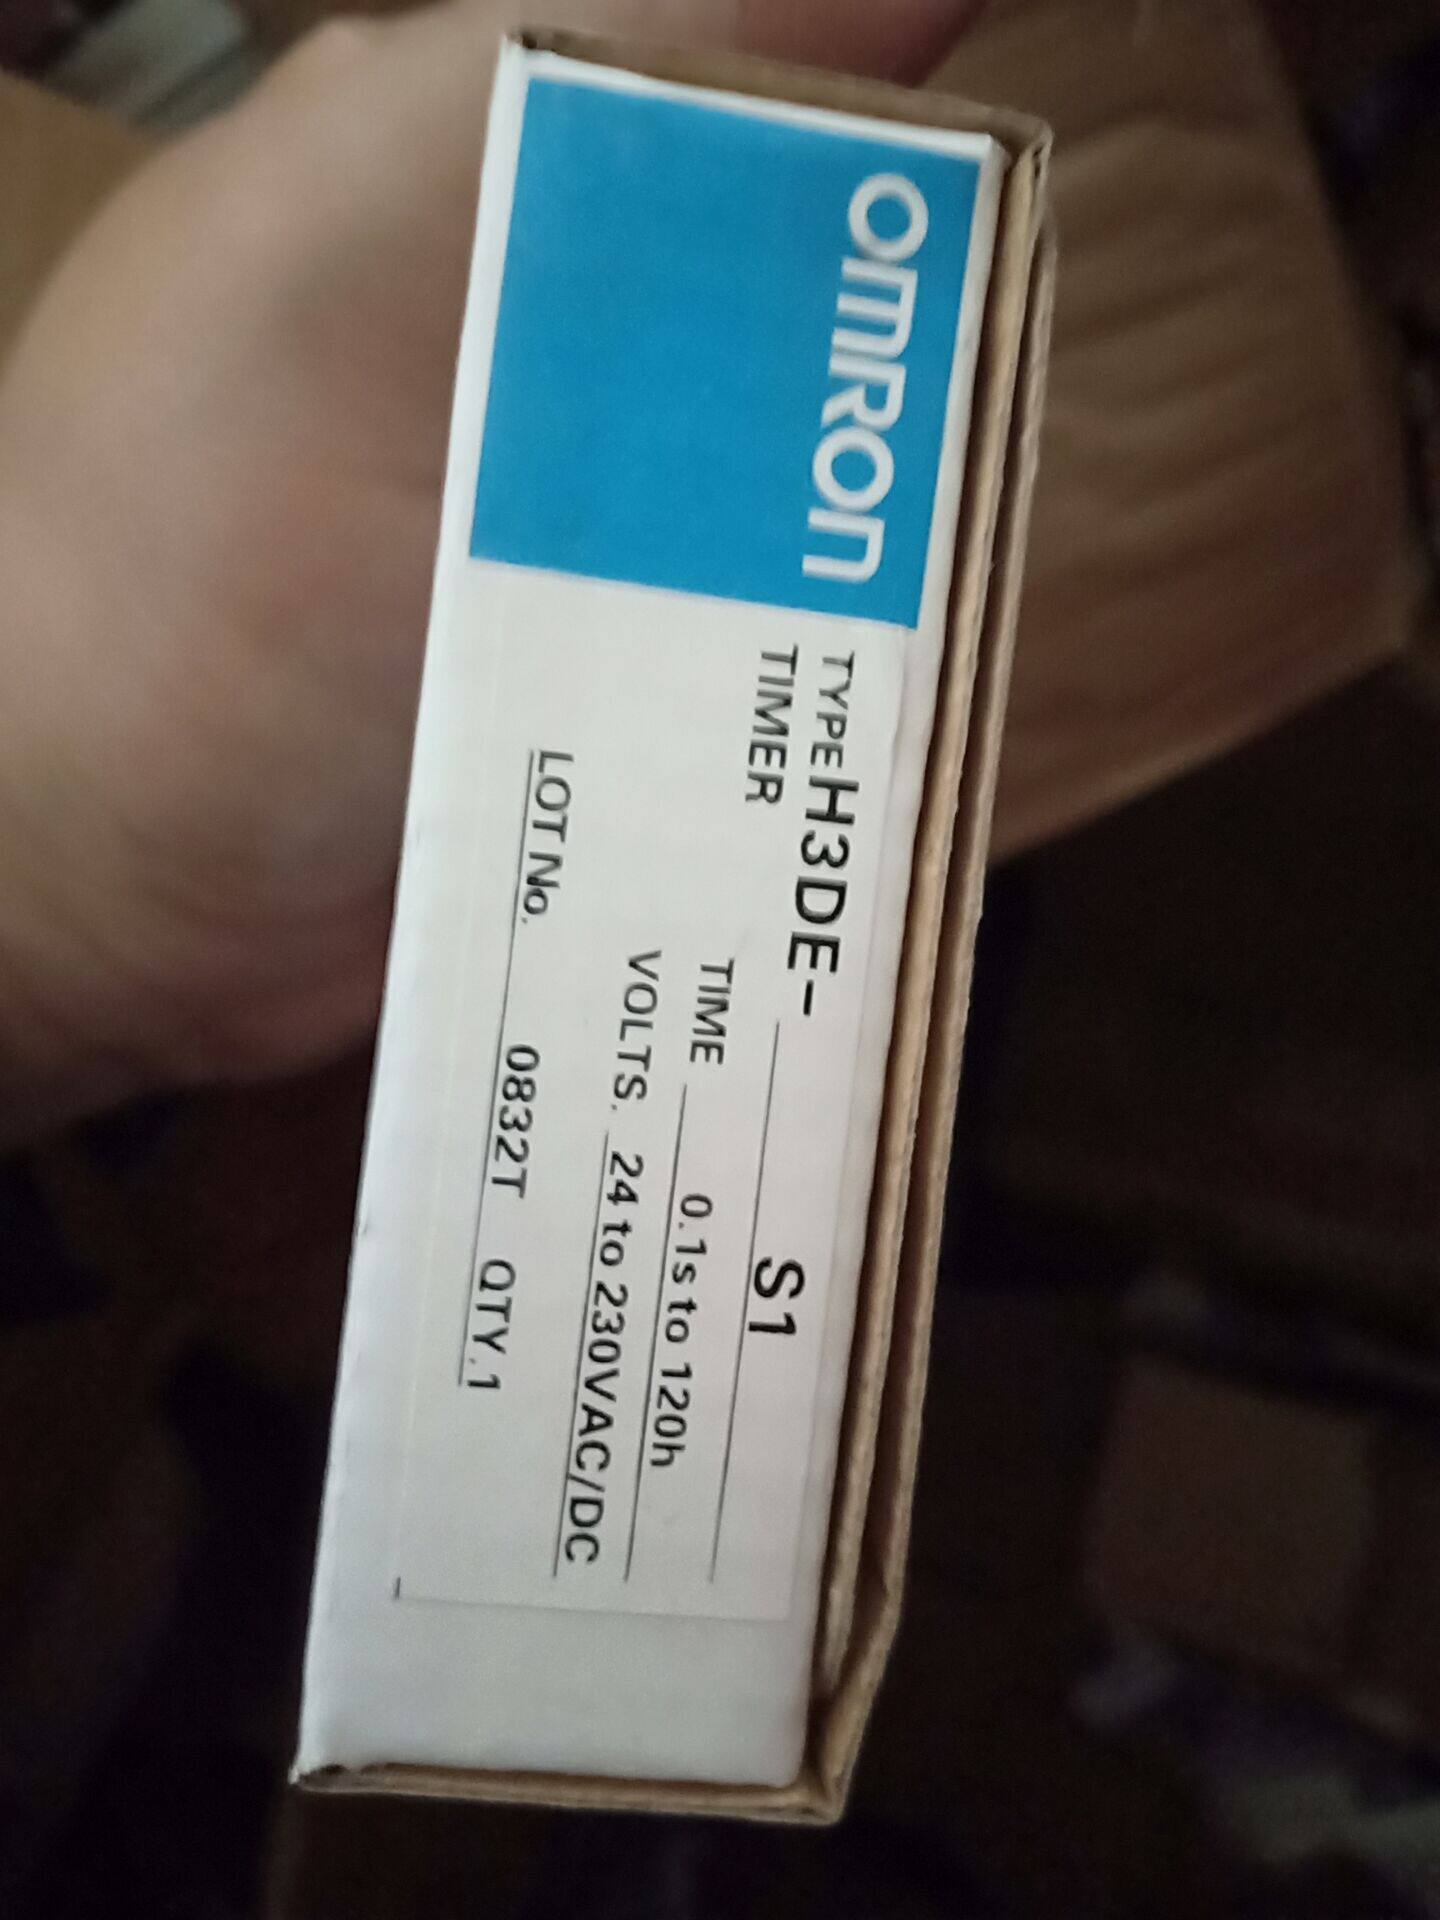 OMRON
TYPE H3DE- S1
TIMER
TIME 0.1s to 120h
VOLTS. 24 to 230VAC/DC
LOT No. 0832T QTY.1